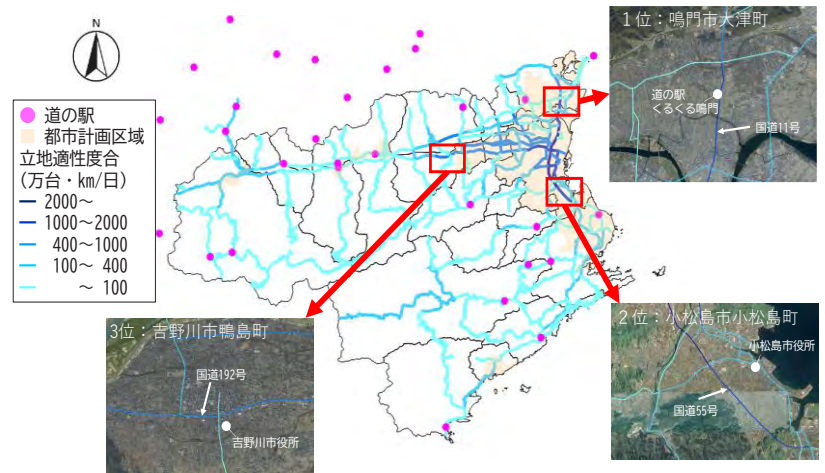 N
道の駅
都市計画区域
立地適性度合
(万台・km/日)
2000~
1000~2000
400~1000
100~ 400
~ 100
1位：鳴門市大津町
道の駅
くるくる鳴門
国道11号
2位：小松島市小松島町
小松島市役所
国道55号
3位：吉野川市鴨島町
国道192号
吉野川市役所